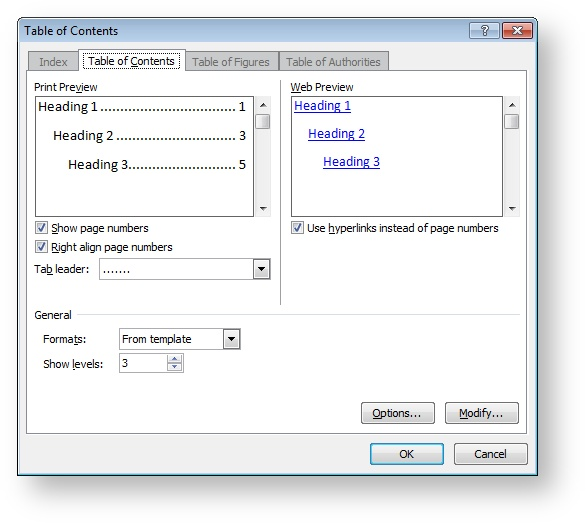 Table of Contents
Index
Table of Contents
Table of Figures
Table of Authorities
Print Preview
Heading 1................................ 1
Heading 2 ............................. 3
Heading 3.......................... 5
Show page numbers
Right align page numbers
Tab leader: .......
Web Preview
Heading 1
Heading 2
Heading 3
Use hyperlinks instead of page numbers
General
Formats: From template
Show levels: 3
Options...
Modify...
OK
Cancel